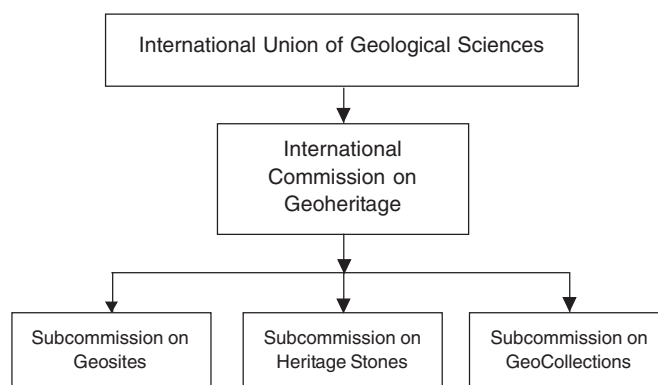 International Union of Geological Sciences
International
Commission on
Geoheritage
Subcommission on
Geosites
Subcommission on
Heritage Stones
Subcommission on
GeoCollections